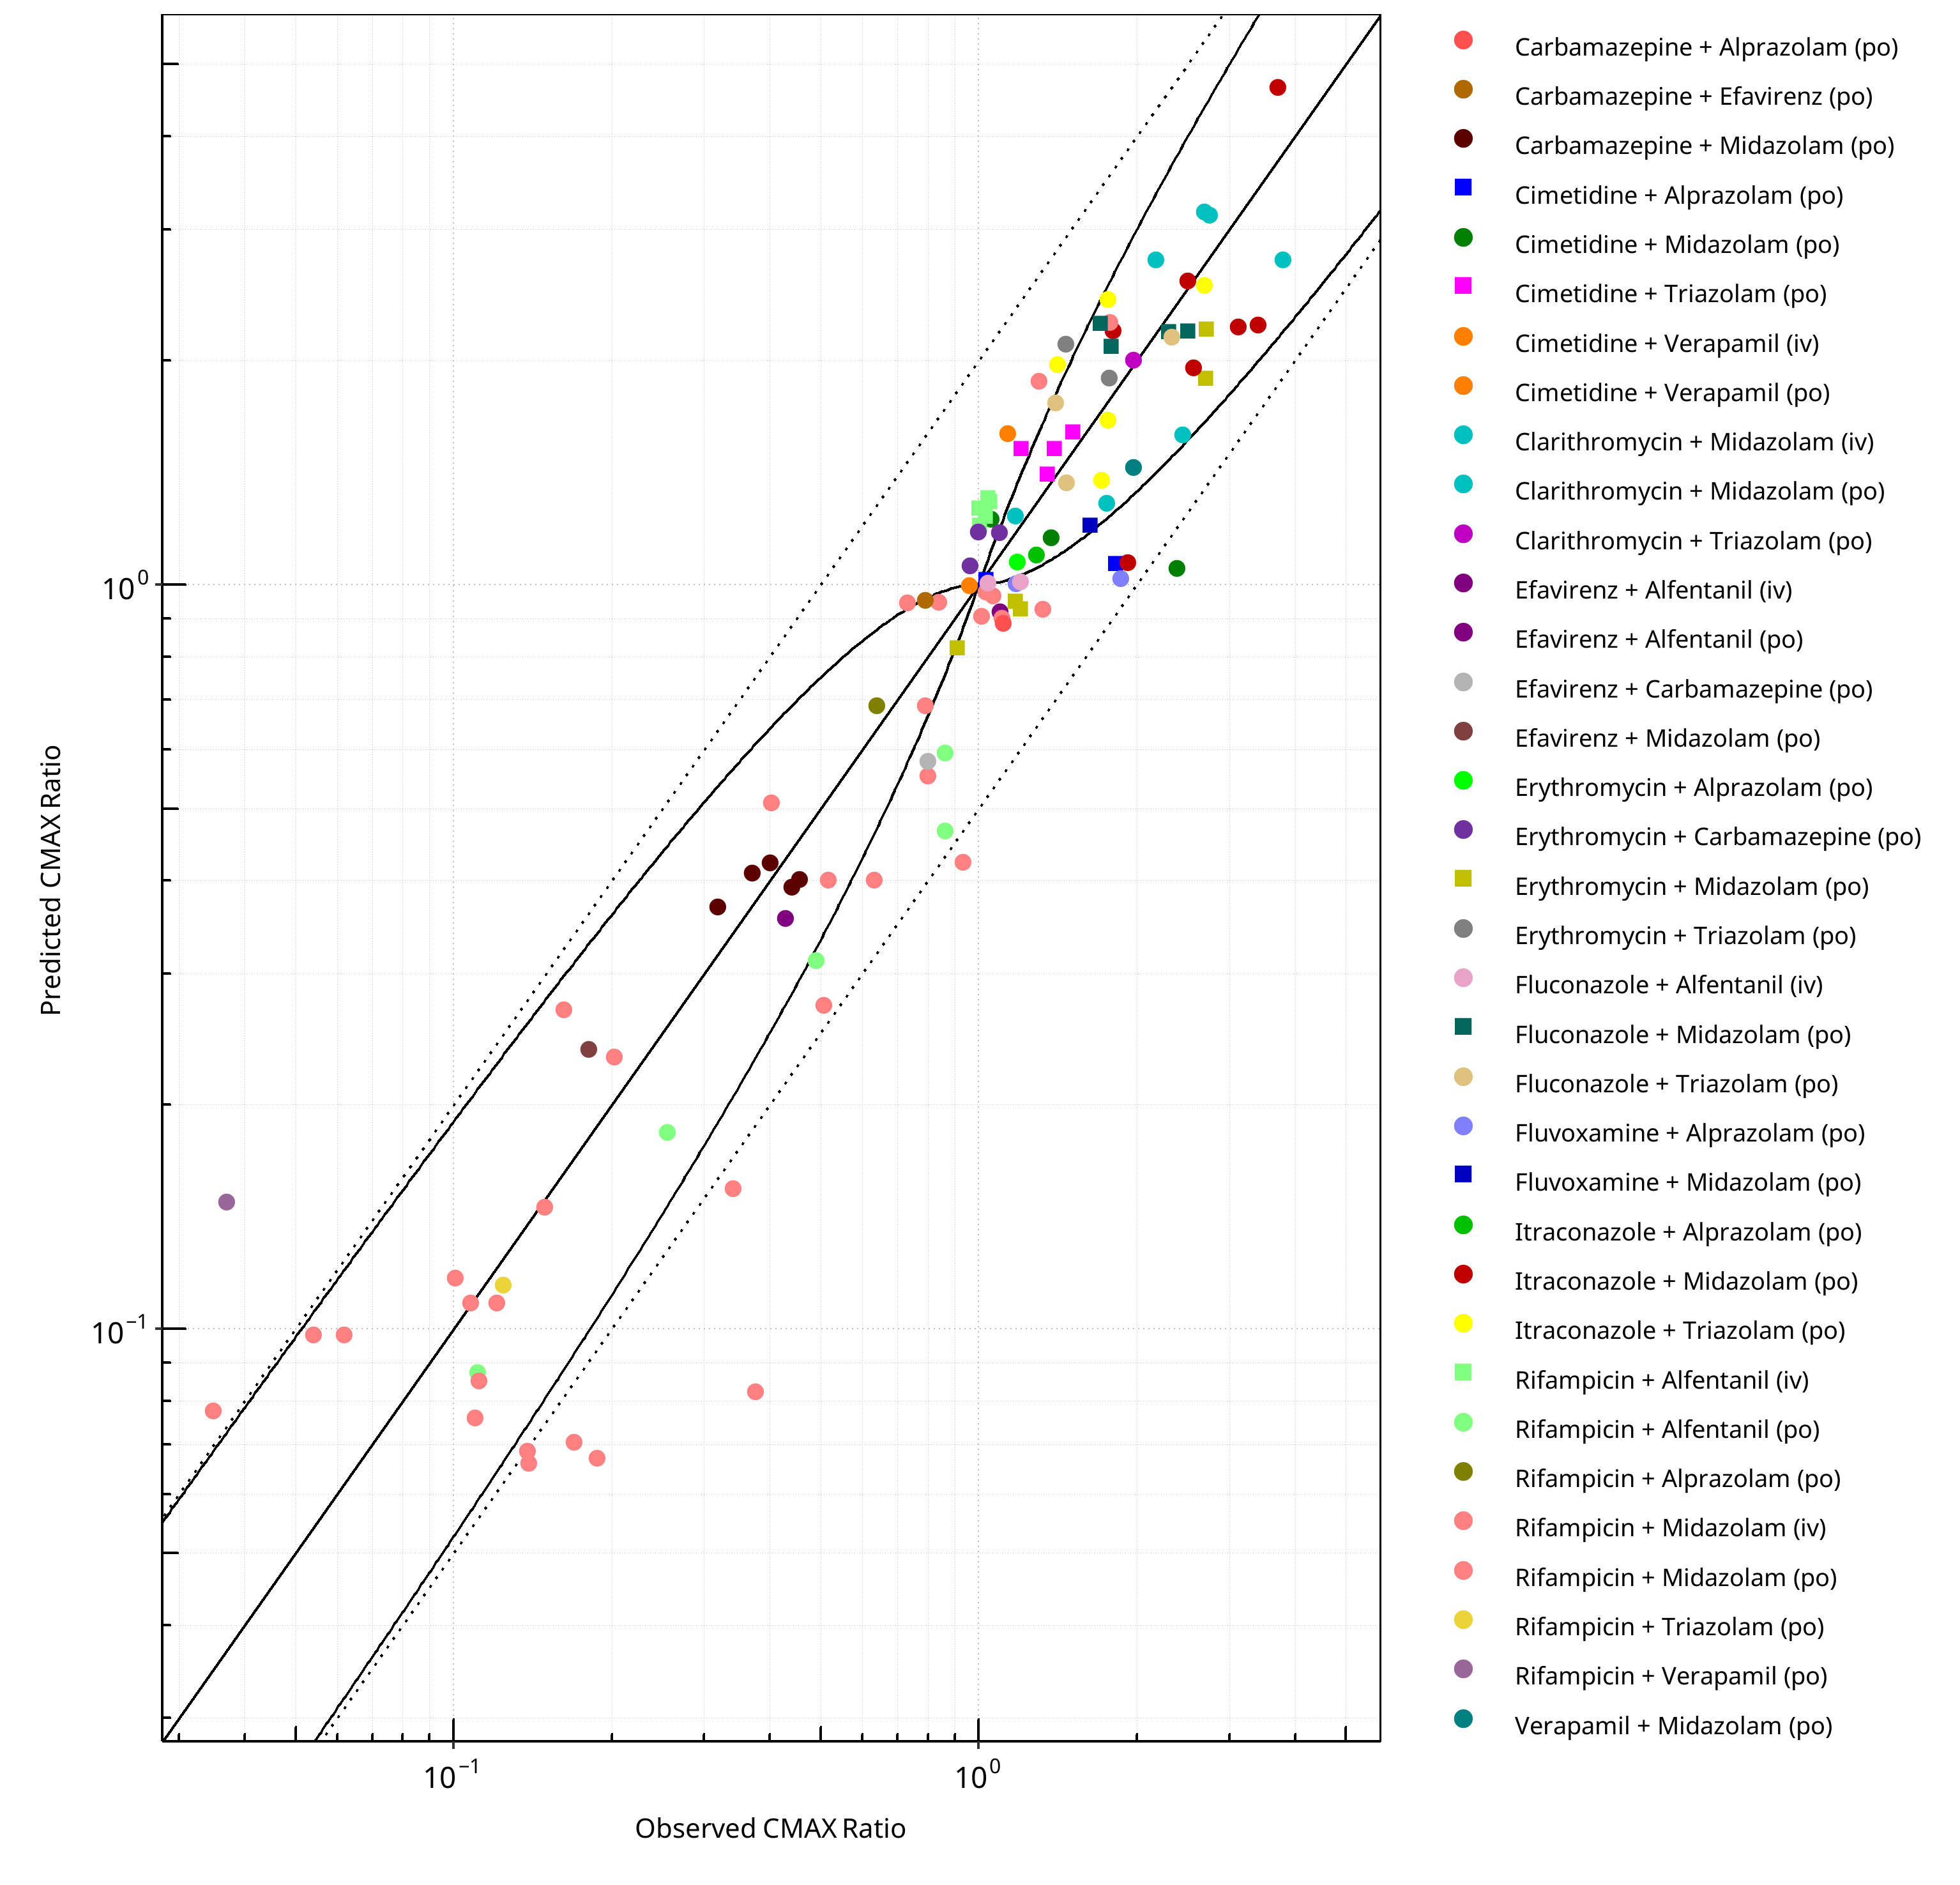 Carbamazepine + Alprazolam (po)
Carbamazepine + Efavirenz (po)
Carbamazepine + Midazolam (po)
Cimetidine + Alprazolam (po)
Cimetidine + Midazolam (po)
Cimetidine + Triazolam (po)
Cimetidine + Verapamil (iv)
Cimetidine + Verapamil (po)
Clarithromycin + Midazolam (iv)
Clarithromycin + Midazolam (po)
Clarithromycin + Triazolam (po)
Efavirenz + Alfentanil (iv)
Efavirenz + Alfentanil (po)
Efavirenz + Carbamazepine (po)
Efavirenz + Midazolam (po)
Erythromycin + Alprazolam (po)
Erythromycin + Carbamazepine (po)
Erythromycin + Midazolam (po)
Erythromycin + Triazolam (po)
Fluconazole + Alfentanil (iv)
Fluconazole + Midazolam (po)
Fluconazole + Triazolam (po)
Fluvoxamine + Alprazolam (po)
Fluvoxamine + Midazolam (po)
Itraconazole + Alprazolam (po)
Itraconazole + Midazolam (po)
Itraconazole + Triazolam (po)
Rifampicin + Alfentanil (iv)
Rifampicin + Alfentanil (po)
Rifampicin + Alprazolam (po)
Rifampicin + Midazolam (iv)
Rifampicin + Midazolam (po)
Rifampicin + Triazolam (po)
Rifampicin + Verapamil (po)
Verapamil + Midazolam (po)
Predicted CMAX Ratio
10⁰
10⁻¹
10⁻¹
10⁰
Observed CMAX Ratio